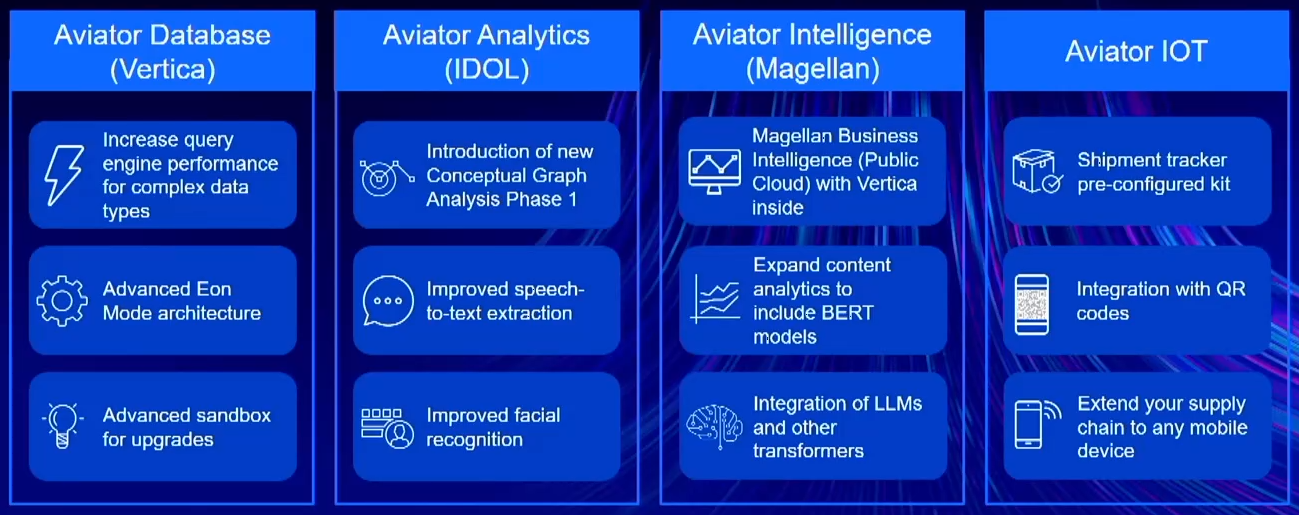 Aviator Database
(Vertica)
Increase query
engine performance
for complex data
types
Advanced Eon
Mode architecture
Advanced sandbox
for upgrades
Aviator Analytics
(IDOL)
Introduction of new
Conceptual Graph
Analysis Phase 1
Improved speech-
to-text extraction
Improved facial
recognition
Aviator Intelligence
(Magellan)
Magellan Business
Intelligence (Public
Cloud) with Vertica
inside
Expand content
analytics to
include BERT
models
Integration of LLMs
and other
transformers
Aviator IOT
Shipment tracker
pre-configured kit
Integration with QR
codes
Extend your supply
chain to any mobile
device